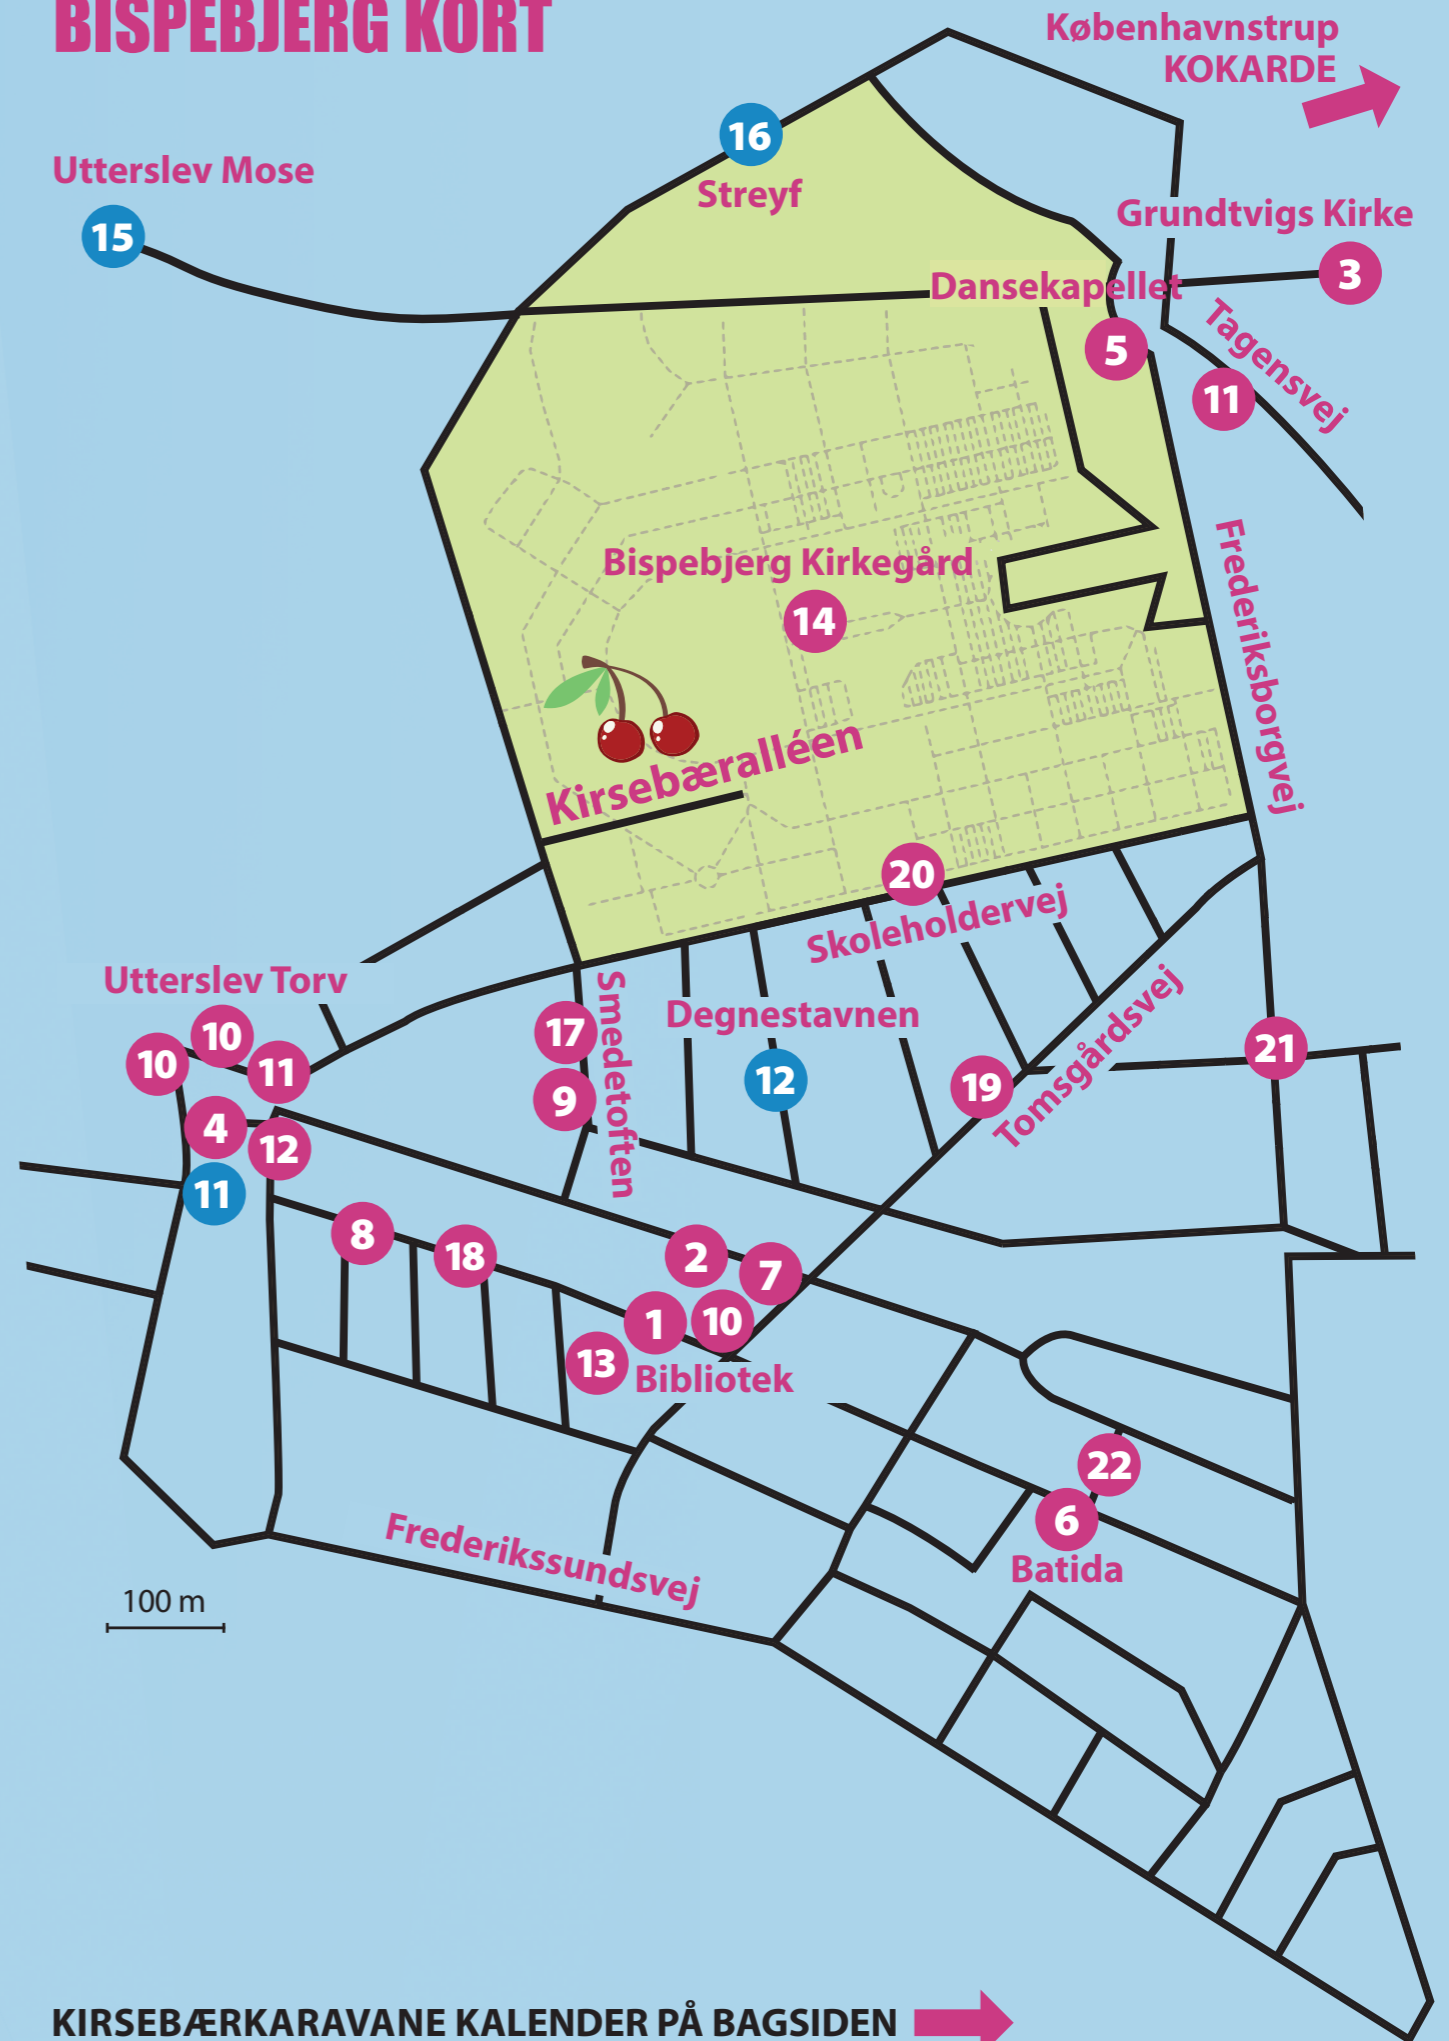 BISPEBJERG KORT
Københavnstrup
KOKARDE
16
Utterslev Mose
Streyf
15
Grundtvigs Kirke
3
Dansekapellet
Tagensvej
5
11
Frederiksborgvej
Bispebjerg Kirkegård
14
Kirsebæralléen
20
Skoleholdervej
Utterslev Torv
Smedetoften
Degnestavnen
Tomsgårdsvej
17
10
10
11
21
12
19
9
4
12
11
8
18
2
7
1
10
13
Bibliotek
22
6
Batida
Frederikssundsvej
100 m
KIRSEBÆRKARAVANE KALENDER PÅ BAGSIDEN